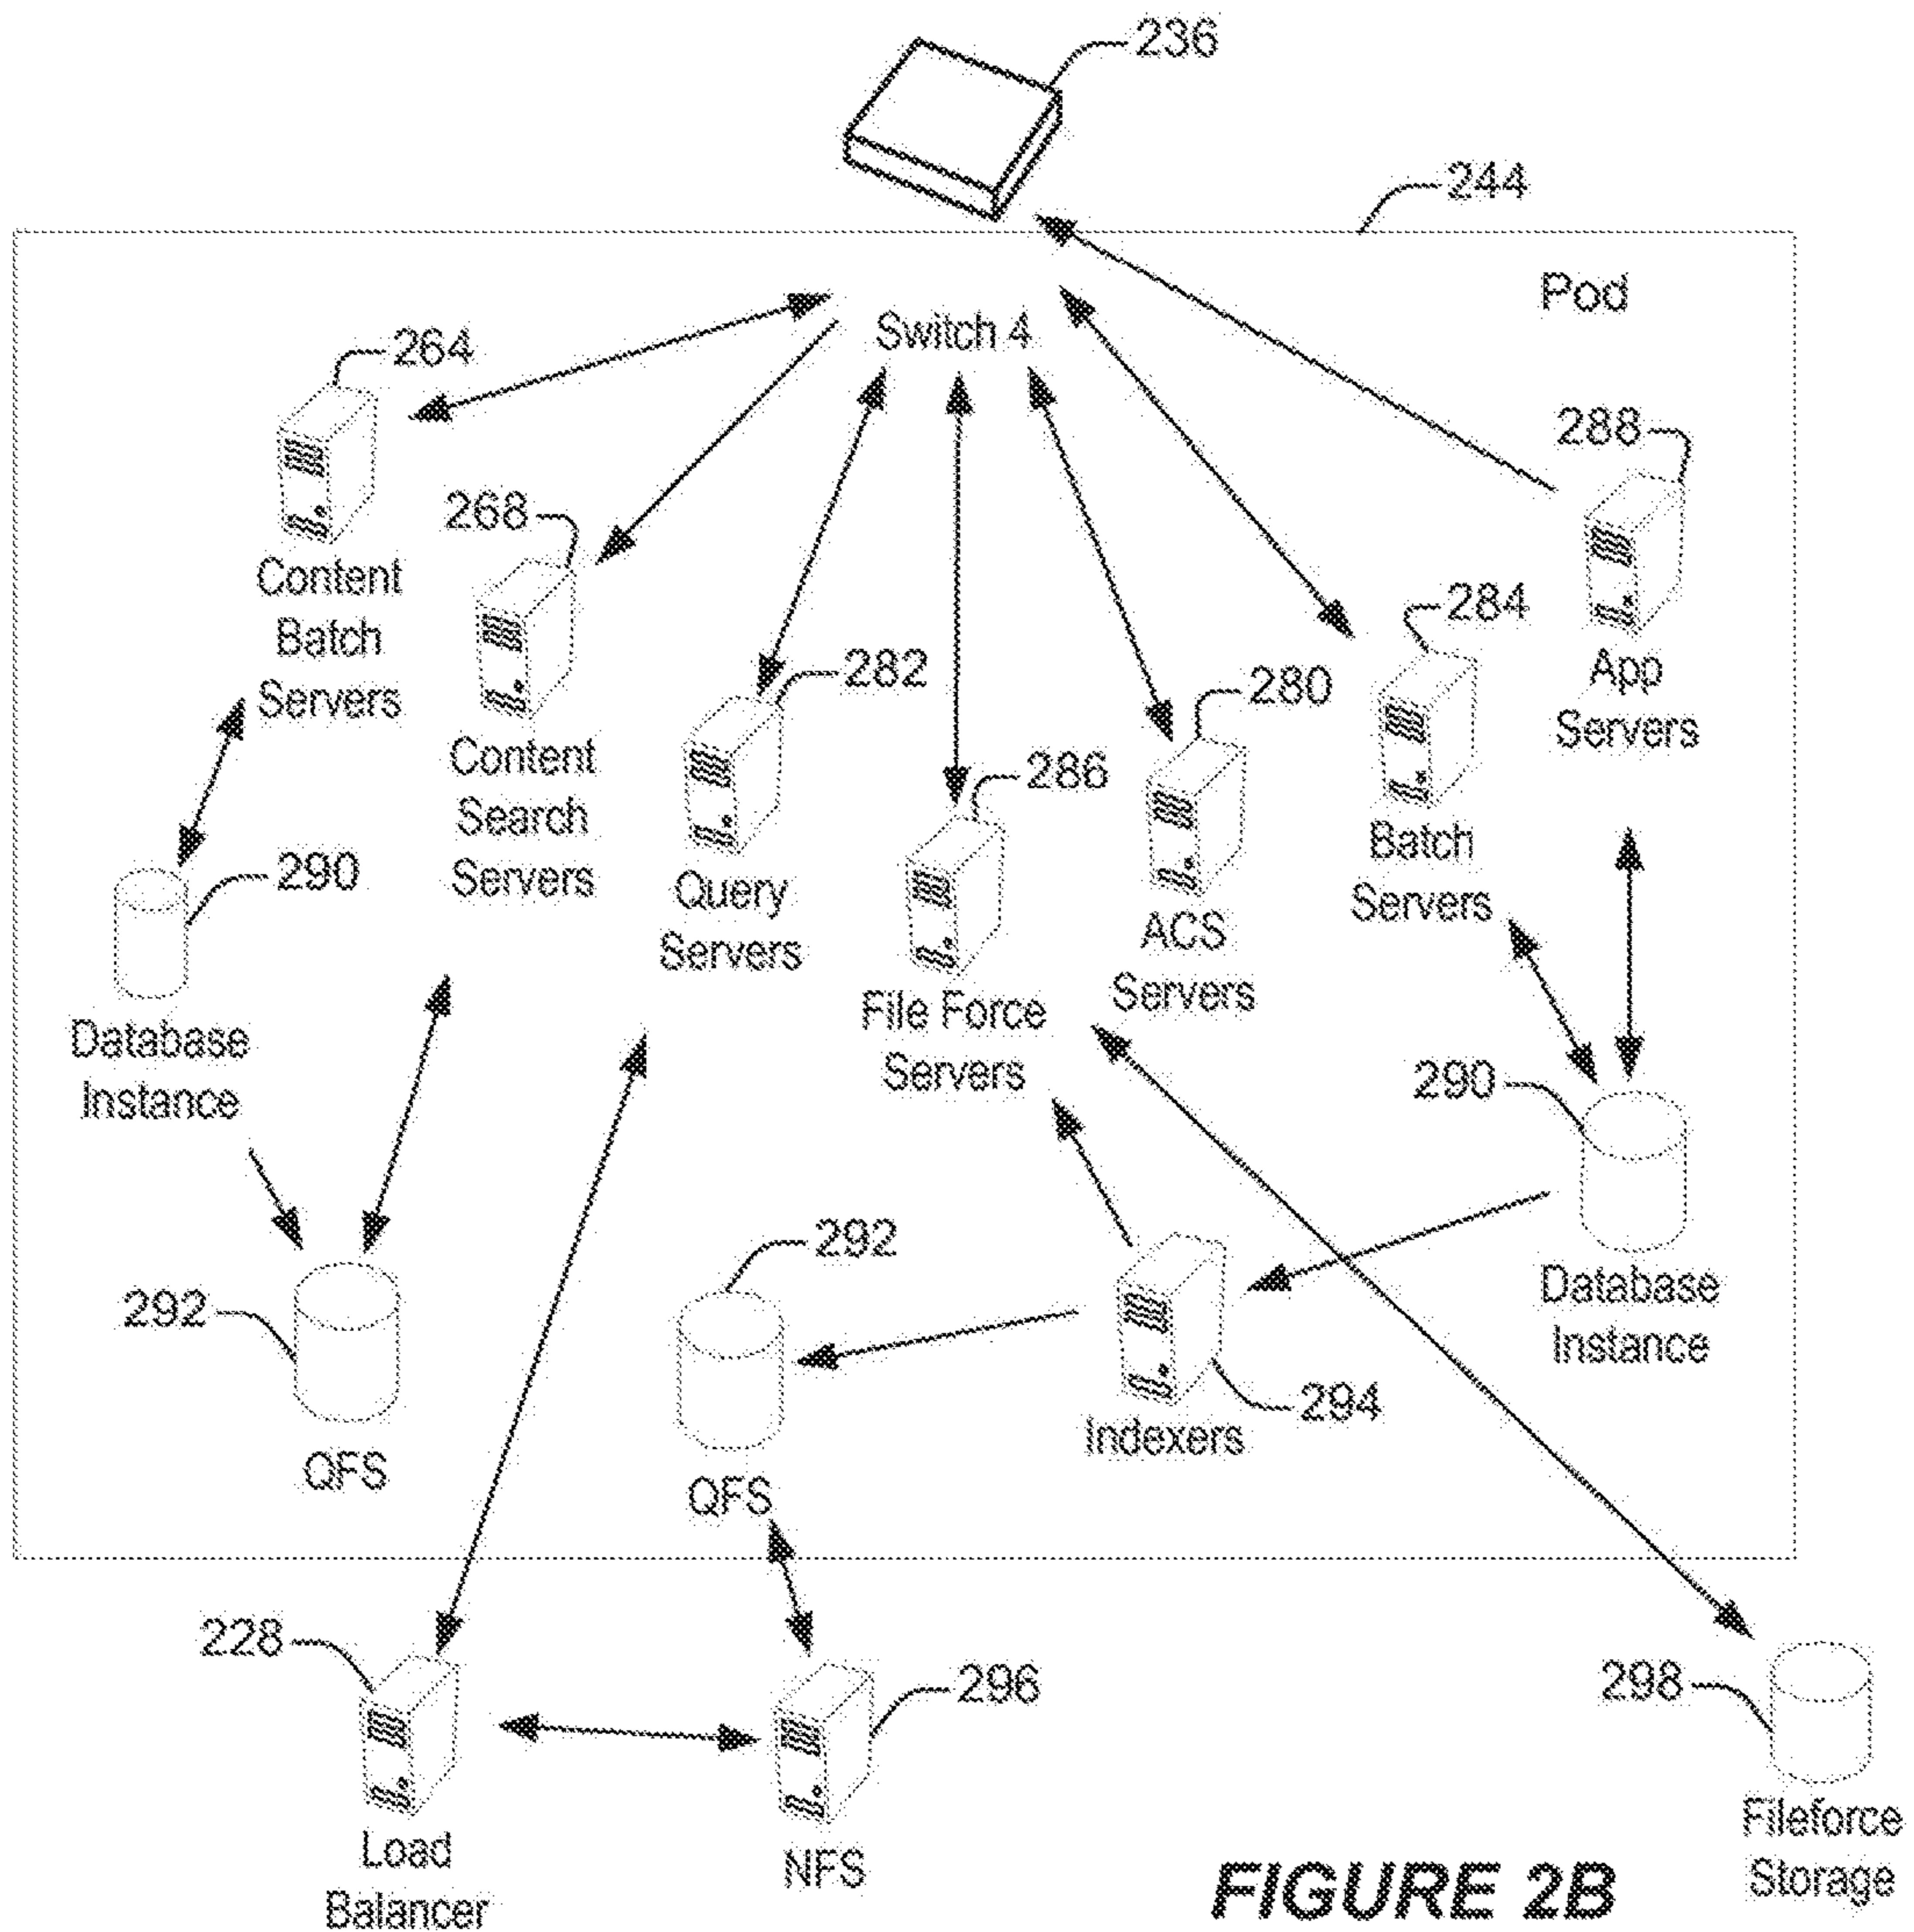 236
244
Pod
Switch 4
264
Content
Batch
Servers
268
Content
Search
Servers
282
Query
Servers
286
File Force
Servers
280
ACS
Servers
284
Batch
Servers
288
App
Servers
290
Database
Instance
290
Database
Instance
292
QFS
292
QFS
294
Indexers
228
Load
Balancer
296
NFS
298
Fileforce
Storage
FIGURE 2B